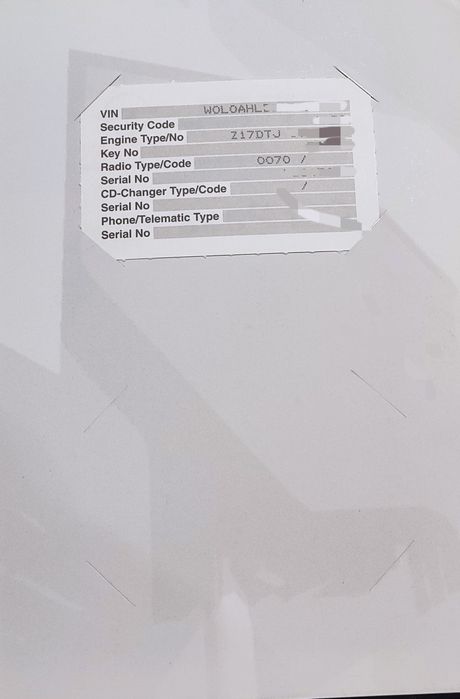 VIN WOLOAHL
Security Code
Engine Type/No Z17DTJ
Key No
Radio Type/Code 0070 /
Serial No
CD-Changer Type/Code /
Serial No
Phone/Telematic Type
Serial No